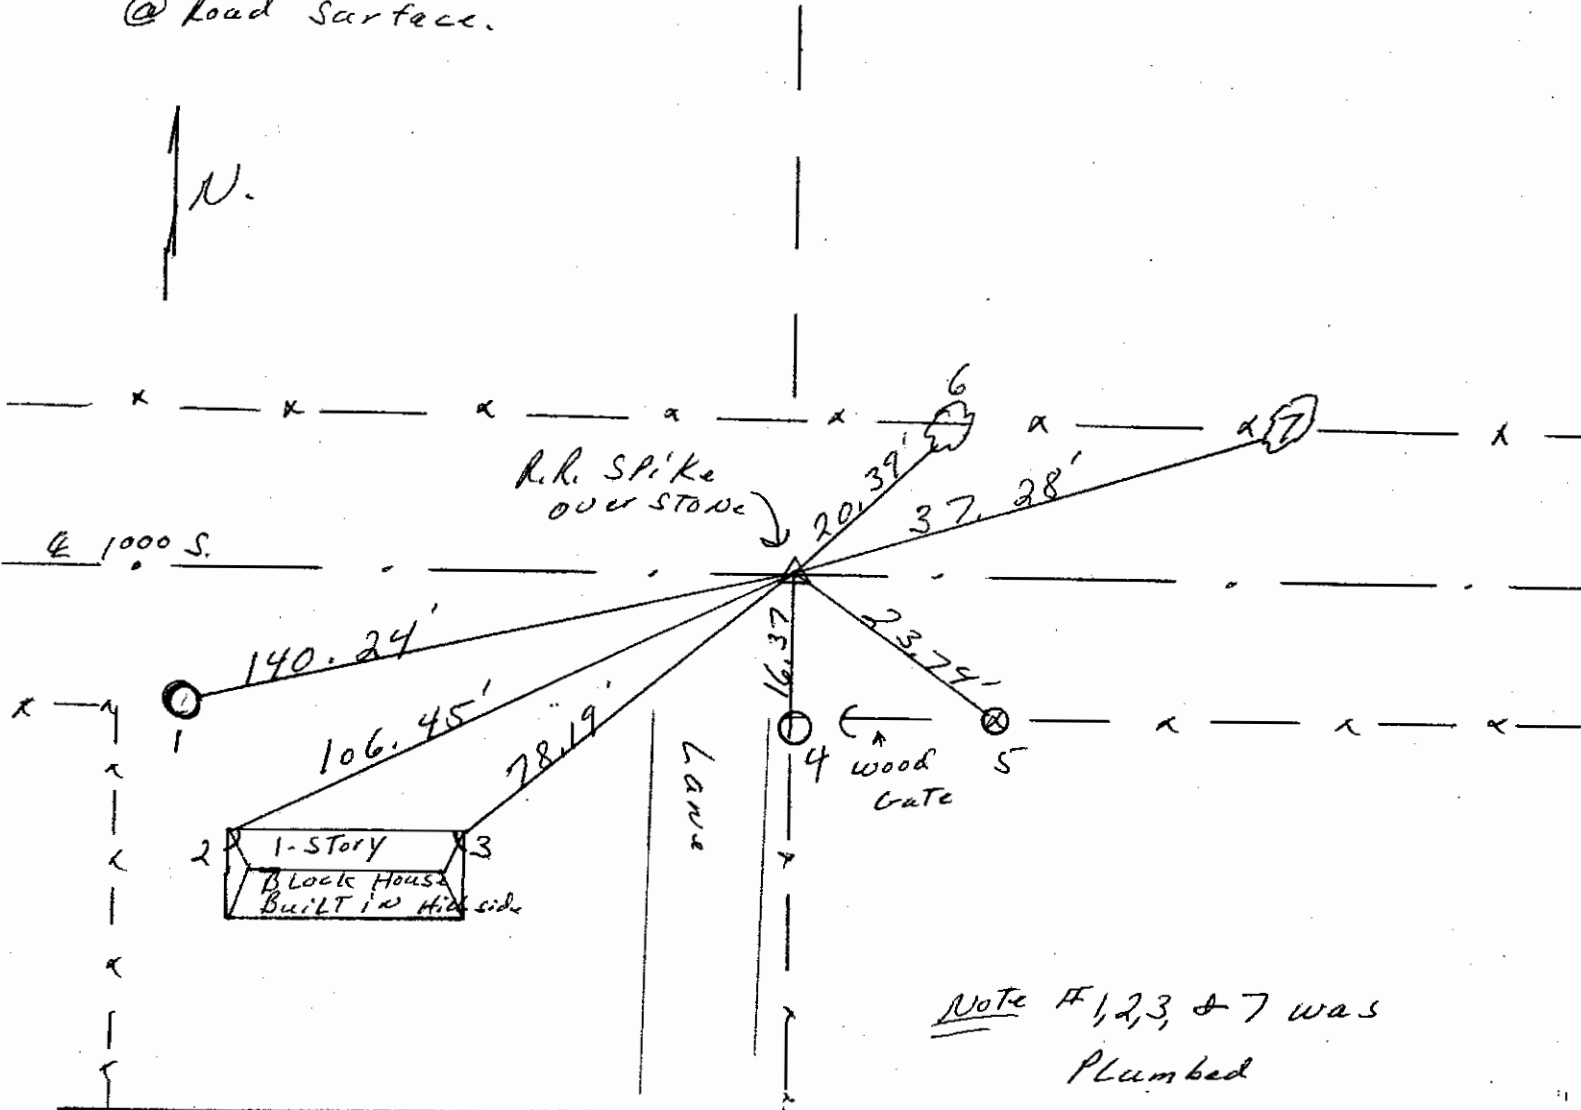 @ Road Surface.
N.
6
7
R.R. SPiKe
over STONe
20.39'
37.28'
℄ 1000 S.
140.24'
16.37
23.74'
1
106.45'
78.19'
Lane
4
wood
GaTe
5
2
1-STory
3
BLock House
BuiLT iN Hillside
NoTe # 1,2,3, & 7 was
PLumbed